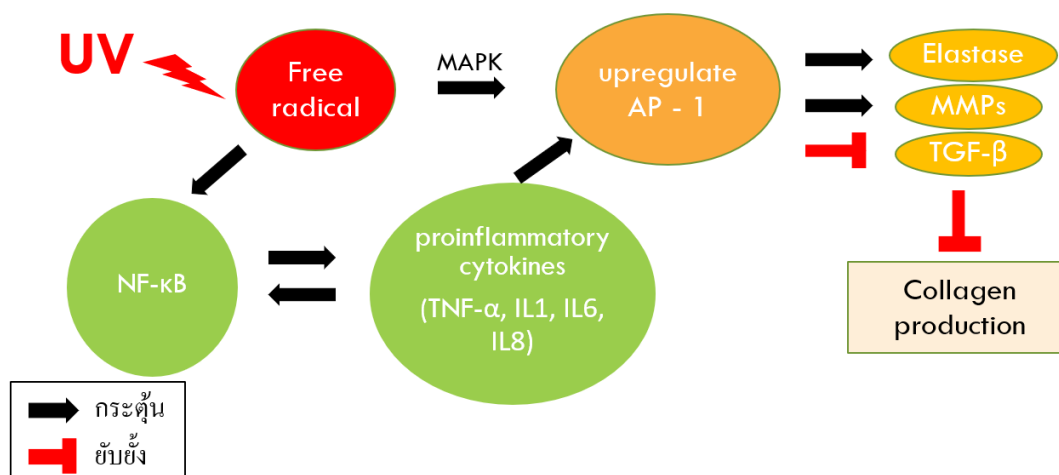 UV
Free
radical
MAPK
upregulate
AP - 1
Elastase
MMPs
TGF-β
NF-κB
proinflammatory
cytokines
(TNF-α, IL1, IL6,
IL8)
Collagen
production
กระตุ้น
ยับยั้ง